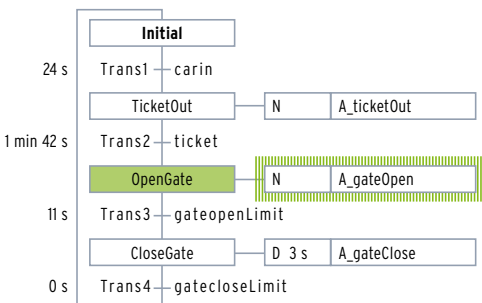 Initial
24 s Trans1 carin
TicketOut N A_ticketOut
1 min 42 s Trans2 ticket
OpenGate N A_gateOpen
11 s Trans3 gateopenLimit
CloseGate D 3 s A_gateClose
0 s Trans4 gatecloseLimit